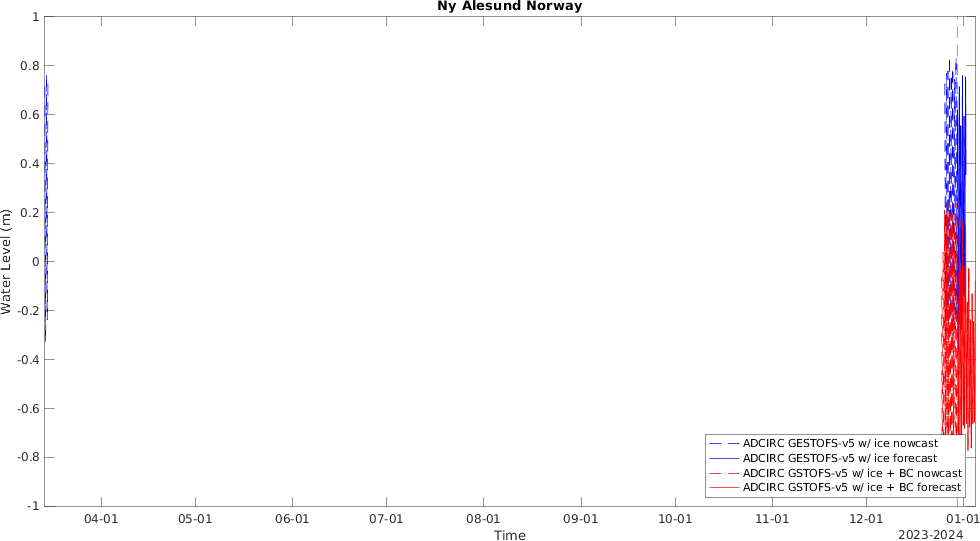 Ny Alesund Norway
1
0.8
0.6
0.4
0.2
0
-0.2
-0.4
-0.6
-0.8
-1
Water Level (m)
ADCIRC GESTOFS-v5 w/ ice nowcast
ADCIRC GESTOFS-v5 w/ ice forecast
ADCIRC GSTOFS-v5 w/ ice + BC nowcast
ADCIRC GSTOFS-v5 w/ ice + BC forecast
04-01 05-01 06-01 07-01 08-01 09-01 10-01 11-01 12-01 01-01
Time
2023-2024